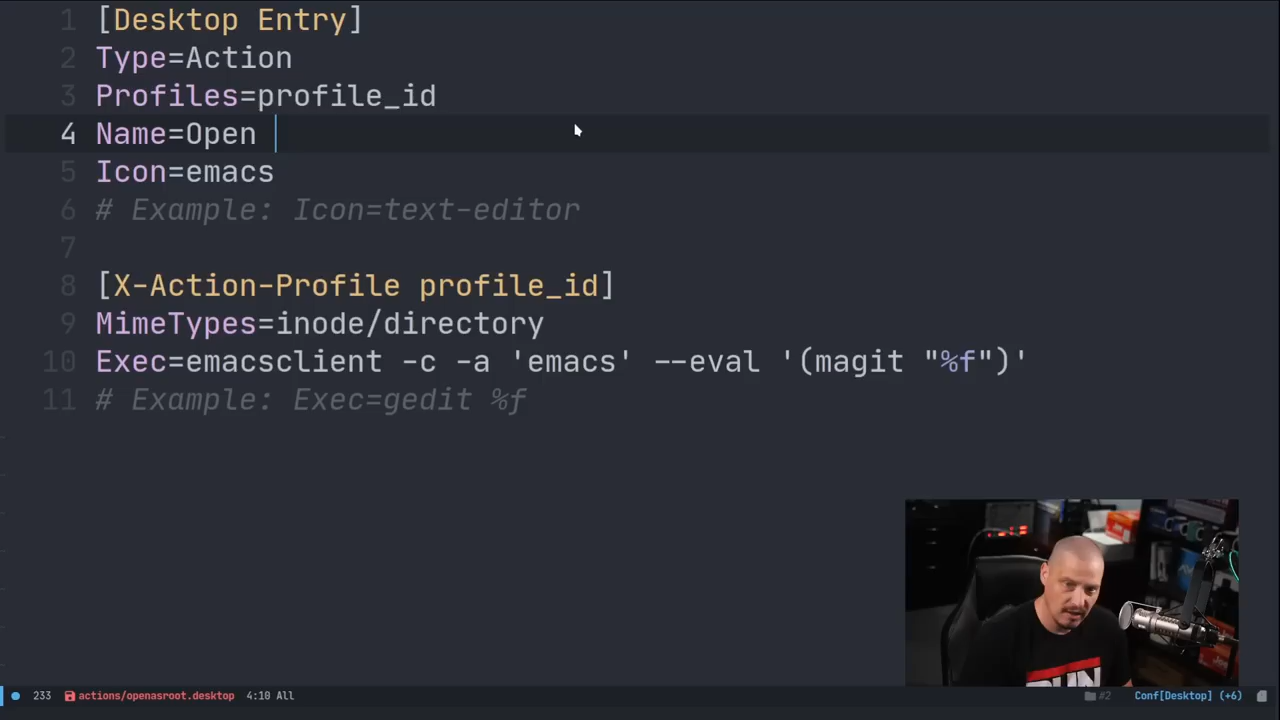 1 [Desktop Entry]
2 Type=Action
3 Profiles=profile_id
4 Name=Open
5 Icon=emacs
6 # Example: Icon=text-editor
7
8 [X-Action-Profile profile_id]
9 MimeTypes=inode/directory
10 Exec=emacsclient -c -a 'emacs' --eval '(magit "%f")'
11 # Example: Exec=gedit %f
RUN
233 actions/openasroot.desktop 4:10 All #2 Conf[Desktop] (+6)